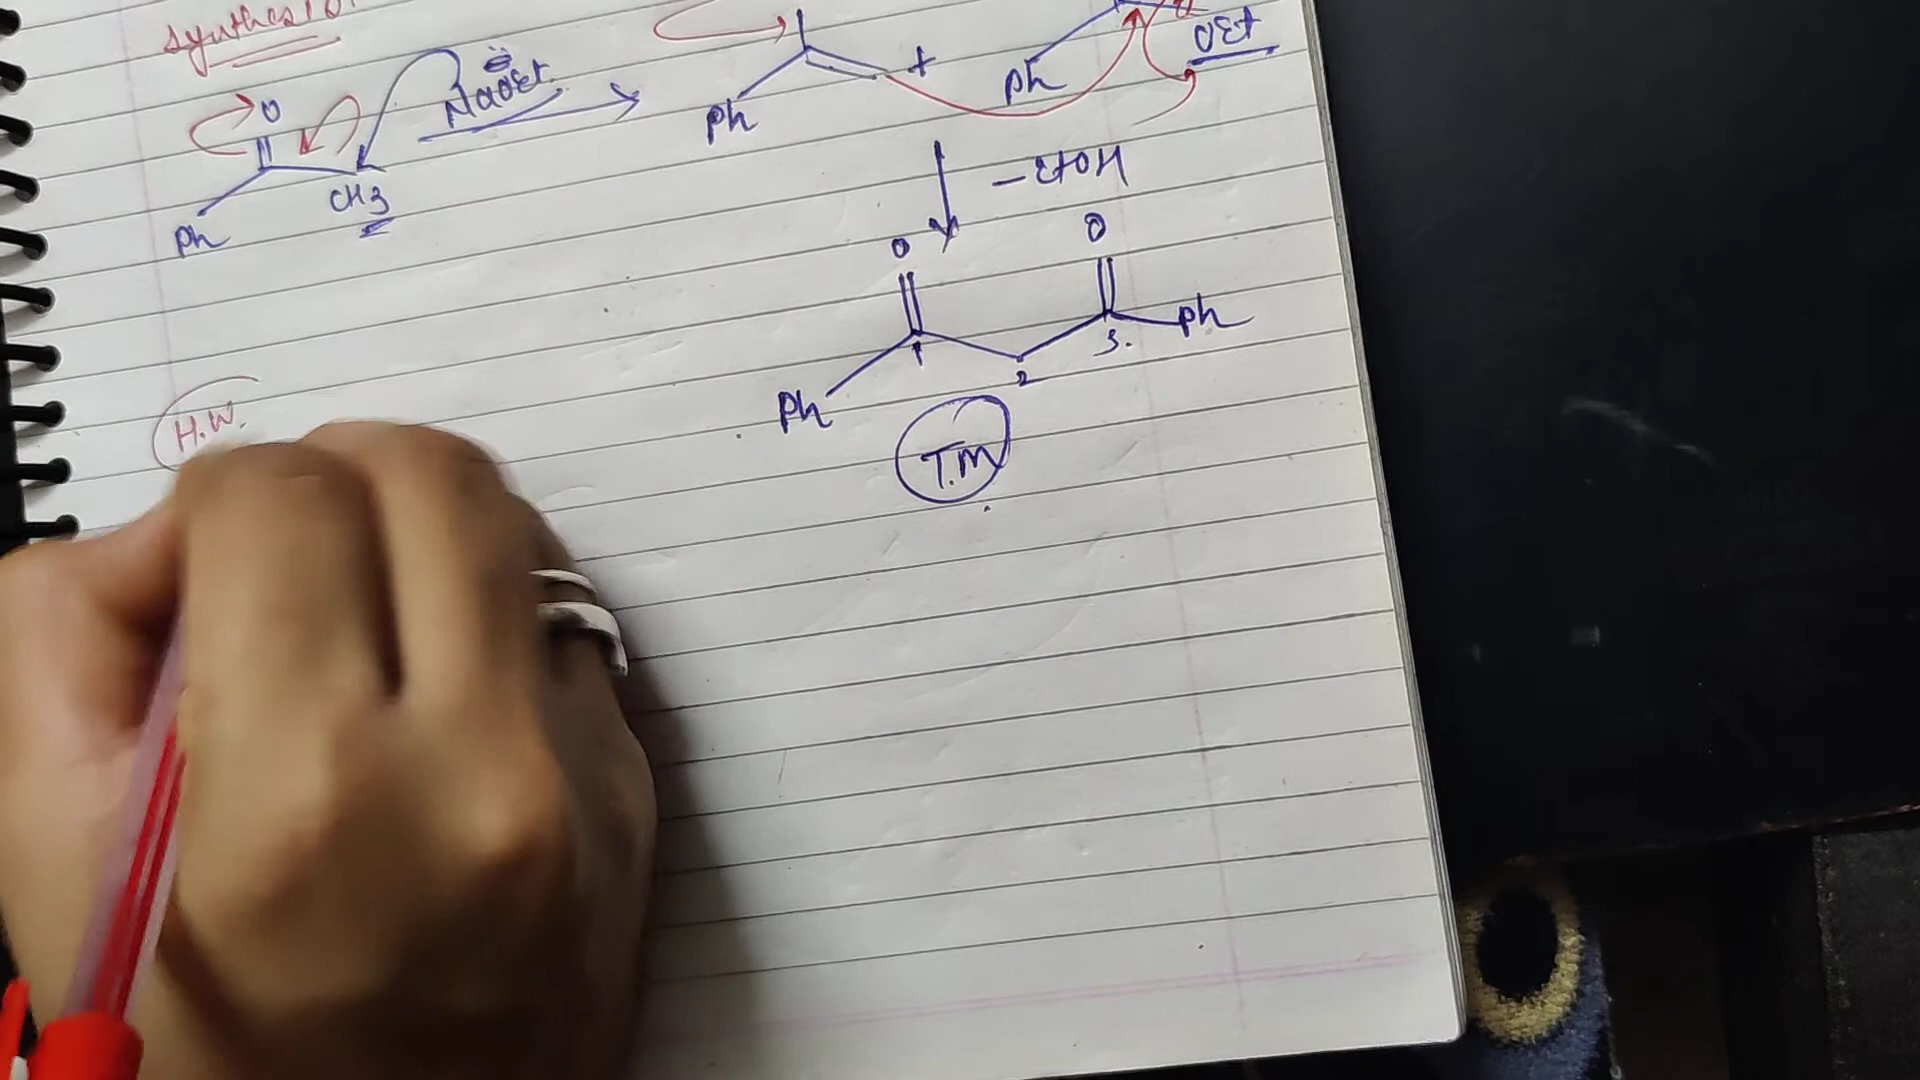 Synthesis
OEt
O
NaOEt
+
Ph
Ph
CH3
Ph
-EtOH
O
O
Ph
1
2
3.
Ph
T.M
H.W.